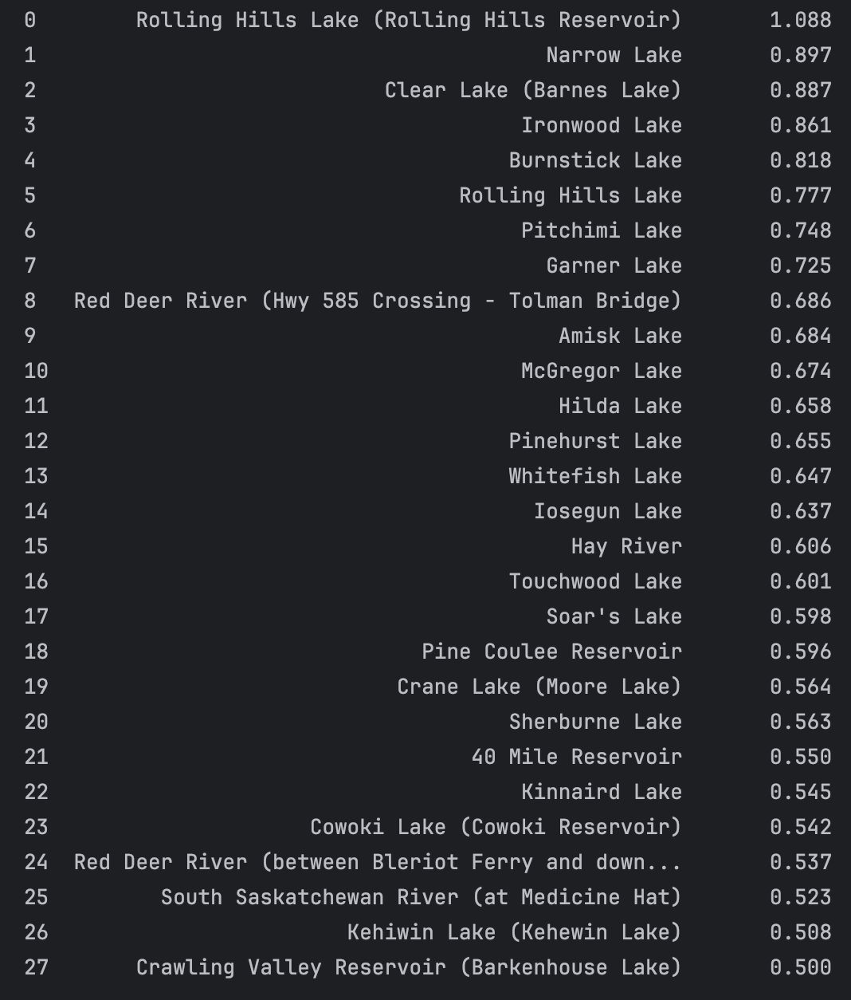 0 Rolling Hills Lake (Rolling Hills Reservoir) 1.088
1 Narrow Lake 0.897
2 Clear Lake (Barnes Lake) 0.887
3 Ironwood Lake 0.861
4 Burnstick Lake 0.818
5 Rolling Hills Lake 0.777
6 Pitchimi Lake 0.748
7 Garner Lake 0.725
8 Red Deer River (Hwy 585 Crossing - Tolman Bridge) 0.686
9 Amisk Lake 0.684
10 McGregor Lake 0.674
11 Hilda Lake 0.658
12 Pinehurst Lake 0.655
13 Whitefish Lake 0.647
14 Iosegun Lake 0.637
15 Hay River 0.606
16 Touchwood Lake 0.601
17 Soar's Lake 0.598
18 Pine Coulee Reservoir 0.596
19 Crane Lake (Moore Lake) 0.564
20 Sherburne Lake 0.563
21 40 Mile Reservoir 0.550
22 Kinnaird Lake 0.545
23 Cowoki Lake (Cowoki Reservoir) 0.542
24 Red Deer River (between Bleriot Ferry and down... 0.537
25 South Saskatchewan River (at Medicine Hat) 0.523
26 Kehiwin Lake (Kehewin Lake) 0.508
27 Crawling Valley Reservoir (Barkenhouse Lake) 0.500